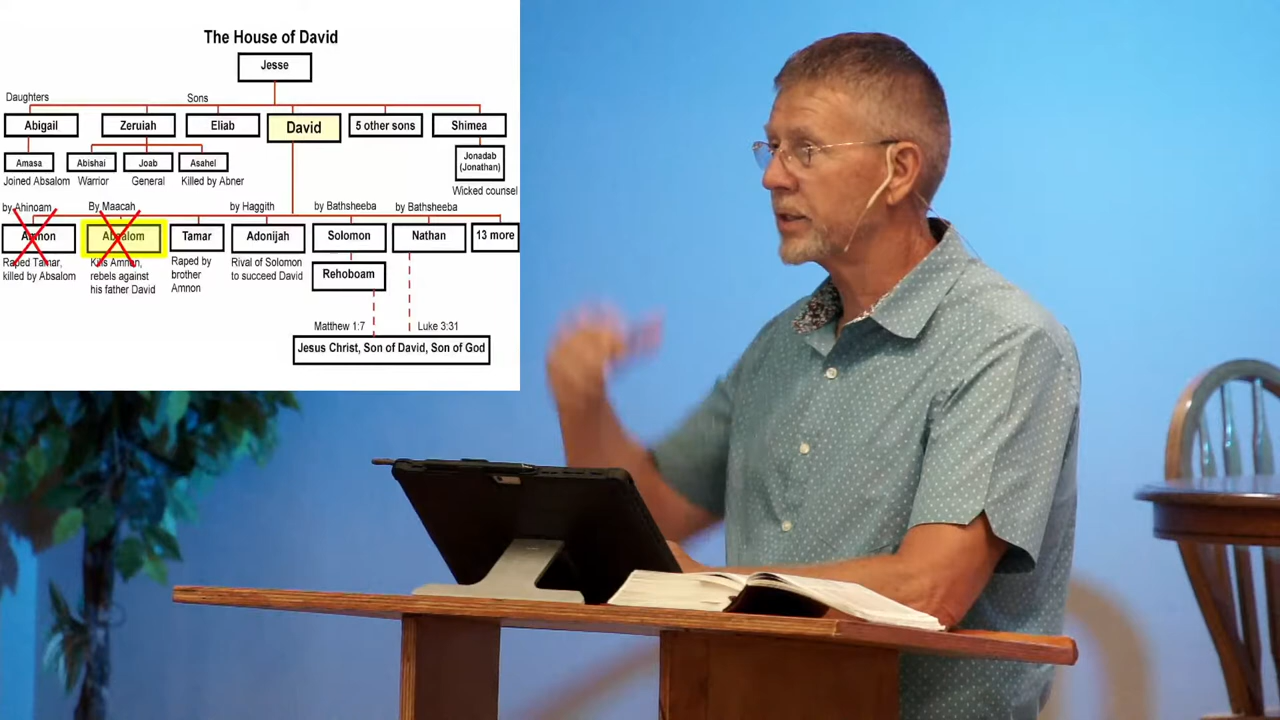 The House of David
Jesse
Daughters
Sons
Abigail
Zeruiah
Eliab
David
5 other sons
Shimea
Amasa
Abishai
Joab
Asahel
Jonadab
(Jonathan)
Joined Absalom
Warrior
General
Killed by Abner
Wicked counsel
by Ahinoam
By Maacah
by Haggith
by Bathsheeba
by Bathsheeba
Amnon
Absalom
Tamar
Adonijah
Solomon
Nathan
13 more
Raped Tamar,
killed by Absalom
Kills Amnon,
rebels against
his father David
Raped by
brother
Amnon
Rival of Solomon
to succeed David
Rehoboam
Matthew 1:7
Luke 3:31
Jesus Christ, Son of David, Son of God